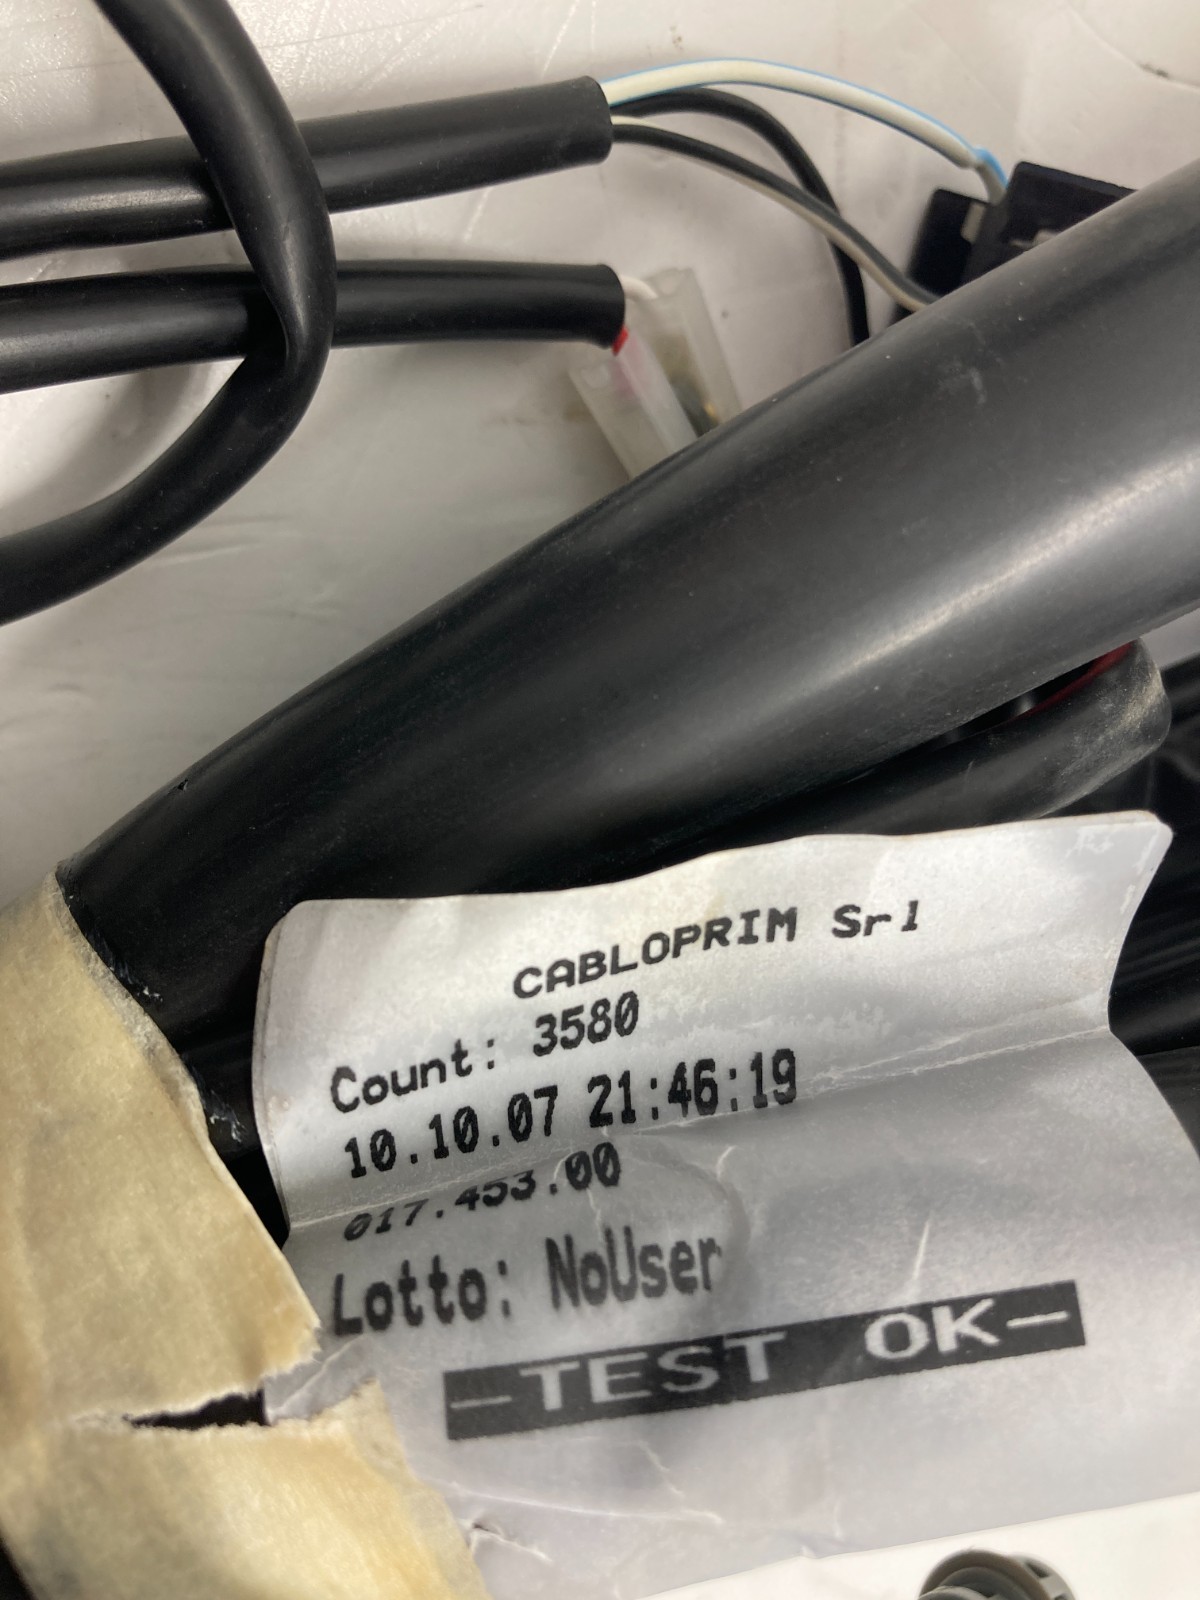 CABLOPRIM Srl
Count: 3580
10.10.07 21:46:19
017.453.00
Lotto: NoUser
-TEST OK-